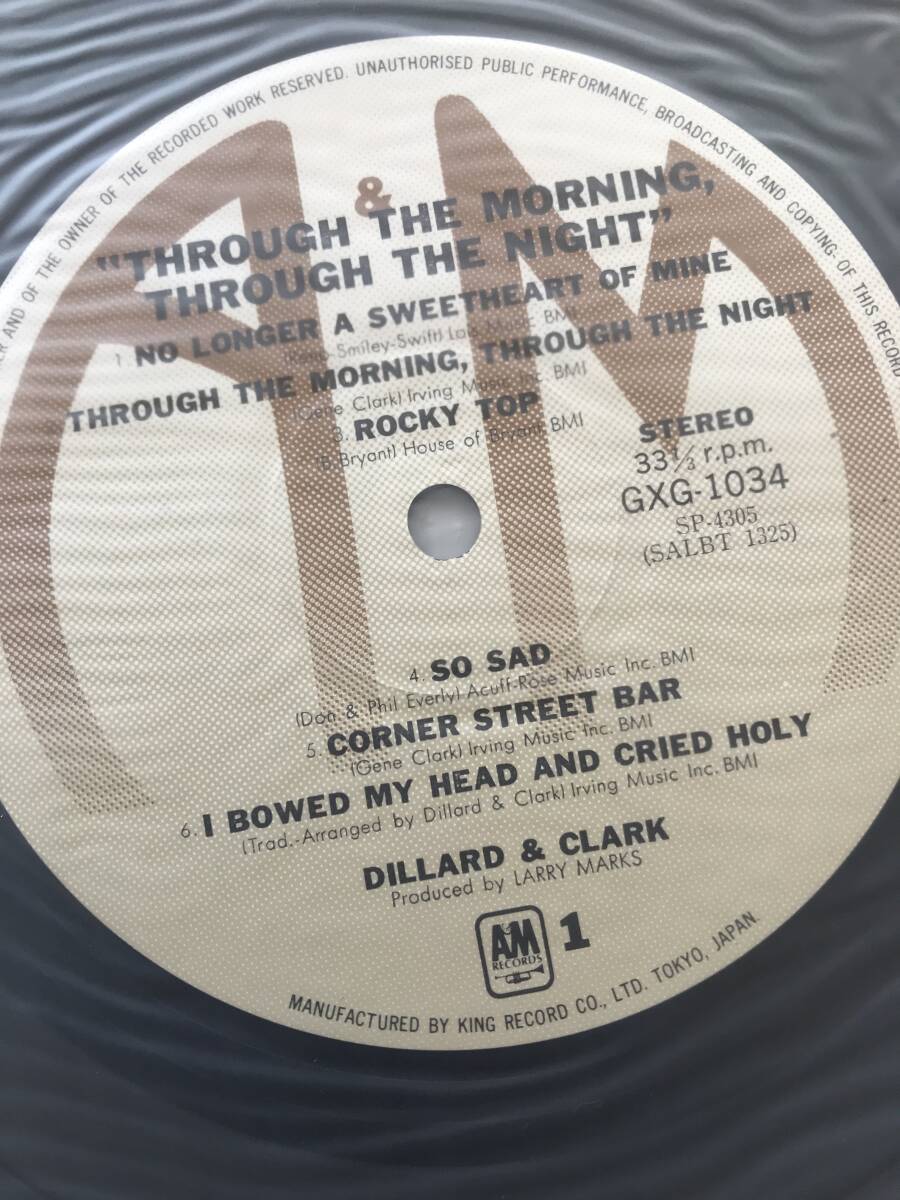 ER AND OF THE OWNER OF THE RECORDED WORK RESERVED. UNAUTHORISED PUBLIC PERFORMANCE, BROADCASTING AND COPYING OF THIS RECORD
&
"THROUGH THE MORNING,
THROUGH THE NIGHT"
1. NO LONGER A SWEETHEART OF MINE
(Reno-Smiley-Swift) Music BMI
THROUGH THE MORNING, THROUGH THE NIGHT
(Gene Clark) Irving Music Inc. BMI
3. ROCKY TOP
(B. Bryant) House of Bryant BMI
STEREO
33⅓ r.p.m.
GXG-1034
SP-4305
(SALBT 1325)
4. SO SAD
(Don & Phil Everly) Acuff-Rose Music Inc. BMI
5. CORNER STREET BAR
(Gene Clark) Irving Music Inc. BMI
6. I BOWED MY HEAD AND CRIED HOLY
(Trad.-Arranged by Dillard & Clark) Irving Music Inc. BMI
DILLARD & CLARK
Produced by LARRY MARKS
A&M
RECORDS
1
MANUFACTURED BY KING RECORD CO., LTD. TOKYO, JAPAN.